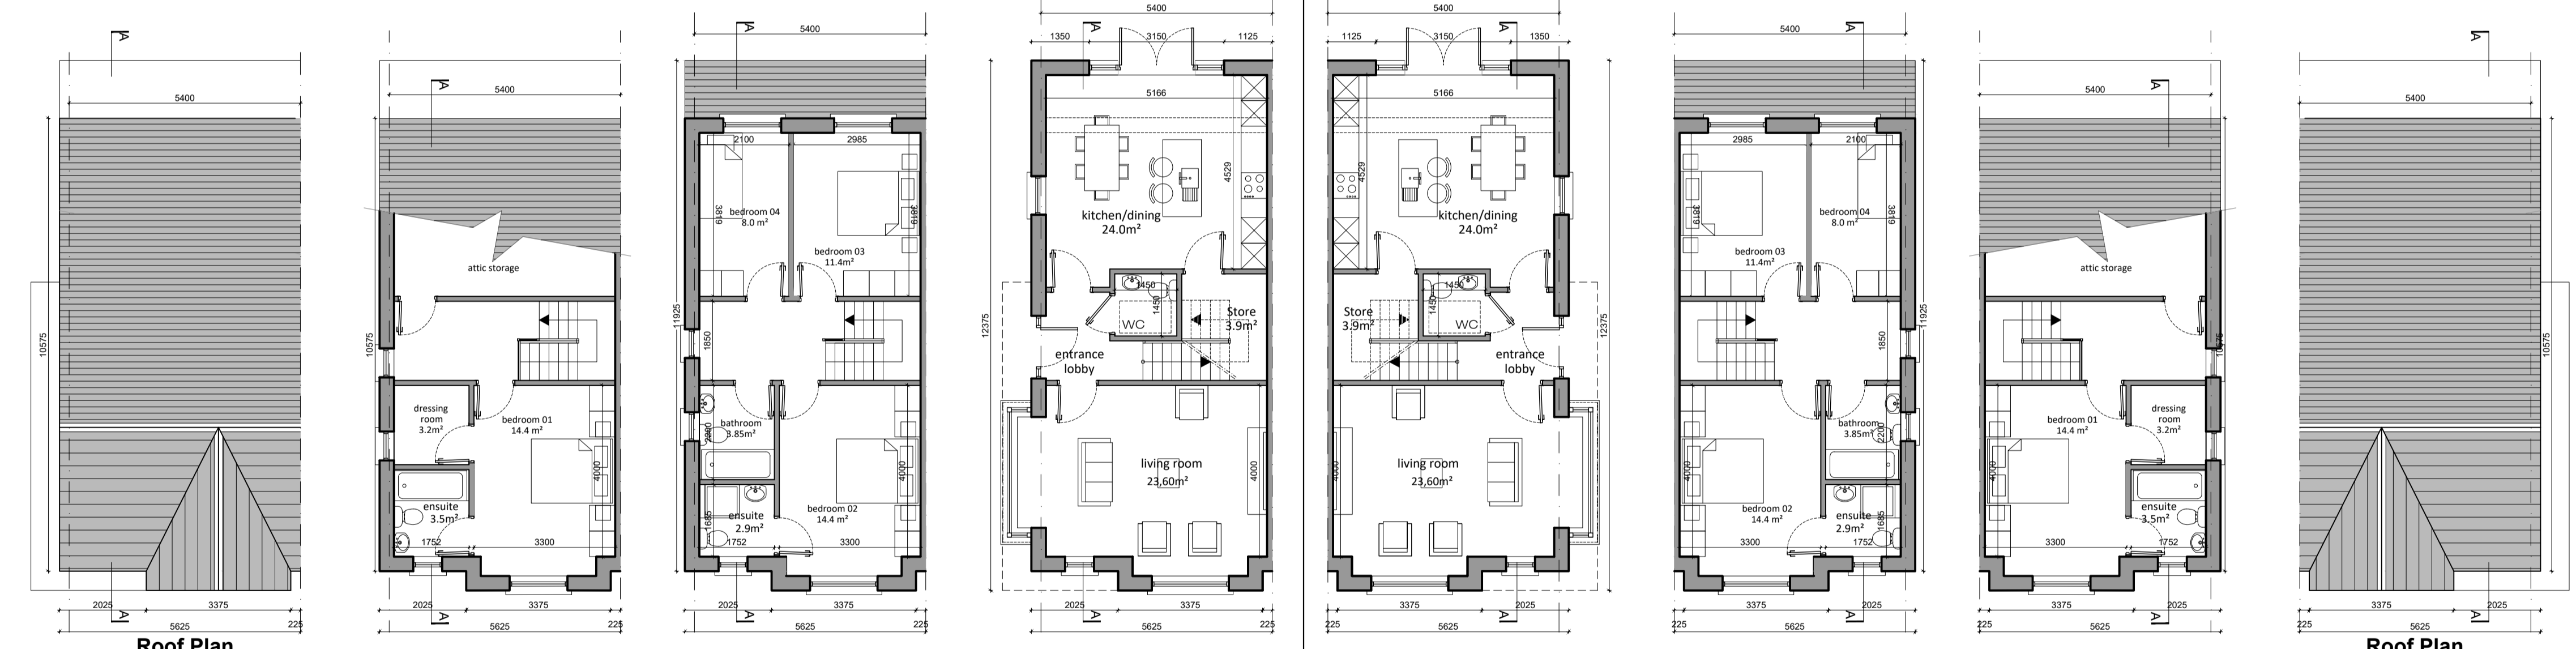 A
5400
10575
2025
3375
A
225
5625
Roof Plan
A
5400
10575
attic storage
dressing
room
3.2m²
bedroom 01
14.4 m²
4000
ensuite
3.5m²
1752
3300
2025
3375
A
5625
A
5400
2100
2985
3819
3819
bedroom 04
8.0 m²
bedroom 03
11.4m²
11925
1850
bathroom
3.85m²
2200
4000
ensuite
2.9m²
1685
bedroom 02
14.4 m²
1752
3300
2025
3375
A
5625
225
5400
A
1350
3150
1125
5166
4529
kitchen/dining
24.0m²
1450
1450
WC
Store
3.9m²
12375
entrance
lobby
living room
23,60m²
4000
2025
3375
A
5625
225
5400
A
1125
3150
1350
5166
4529
kitchen/dining
24.0m²
1450
1450
WC
Store
3.9m²
12375
entrance
lobby
living room
23,60m²
4000
3375
2025
A
225
5625
5400
A
2985
2100
3819
3819
bedroom 04
8.0 m²
bedroom 03
11.4m²
11925
1850
bathroom
3.85m²
2200
4000
bedroom 02
14.4 m²
ensuite
2.9m²
1685
3300
1752
3375
2025
A
225
5625
A
5400
attic storage
10575
bedroom 01
14.4 m²
dressing
room
3.2m²
4000
ensuite
3.5m²
3300
1752
3375
2025
A
225
5625
A
5400
10575
3375
2025
A
225
5625
Roof Plan